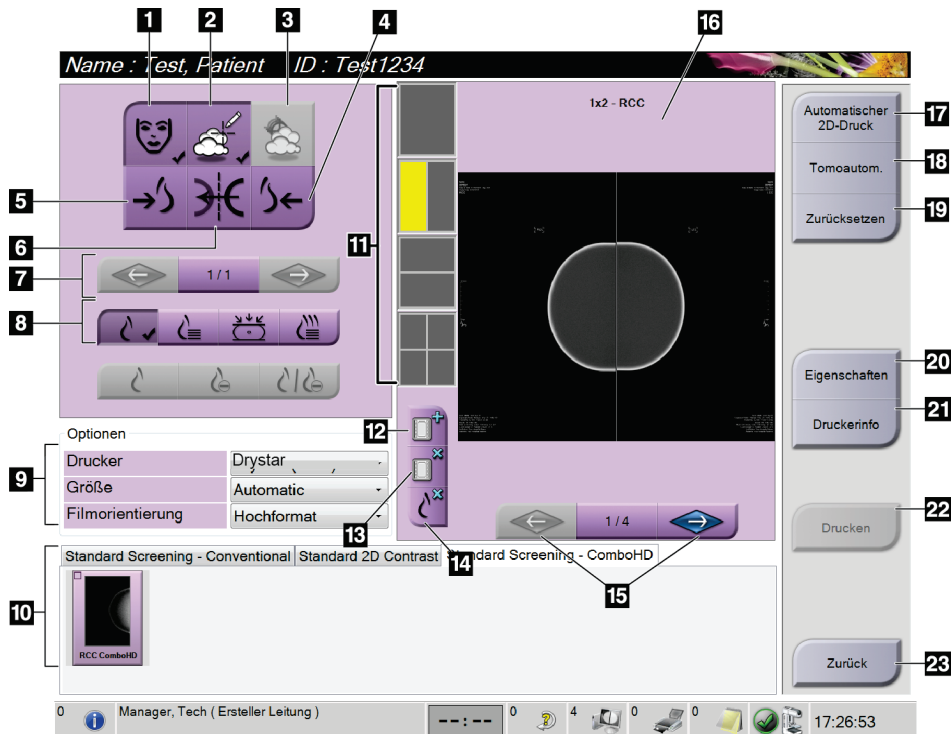 1 2 3 4 16
Name : Test, Patient ID : Test1234
1x2 - RCC
Automatischer
2D-Druck
17
Tomoautom.
18
Zurücksetzen
19
5
6
11
7
1/1
8
Eigenschaften
20
Druckerinfo
21
Optionen
12
9
Drucker Drystar
Größe Automatic
Filmorientierung Hochformat
13
14
1/4
15
Drucken
22
10
Standard Screening - Conventional Standard 2D Contrast Standard Screening - ComboHD
RCC ComboHD
Zurück
23
0 Manager, Tech ( Ersteller Leitung ) --:-- 0 4 0 0 17:26:53